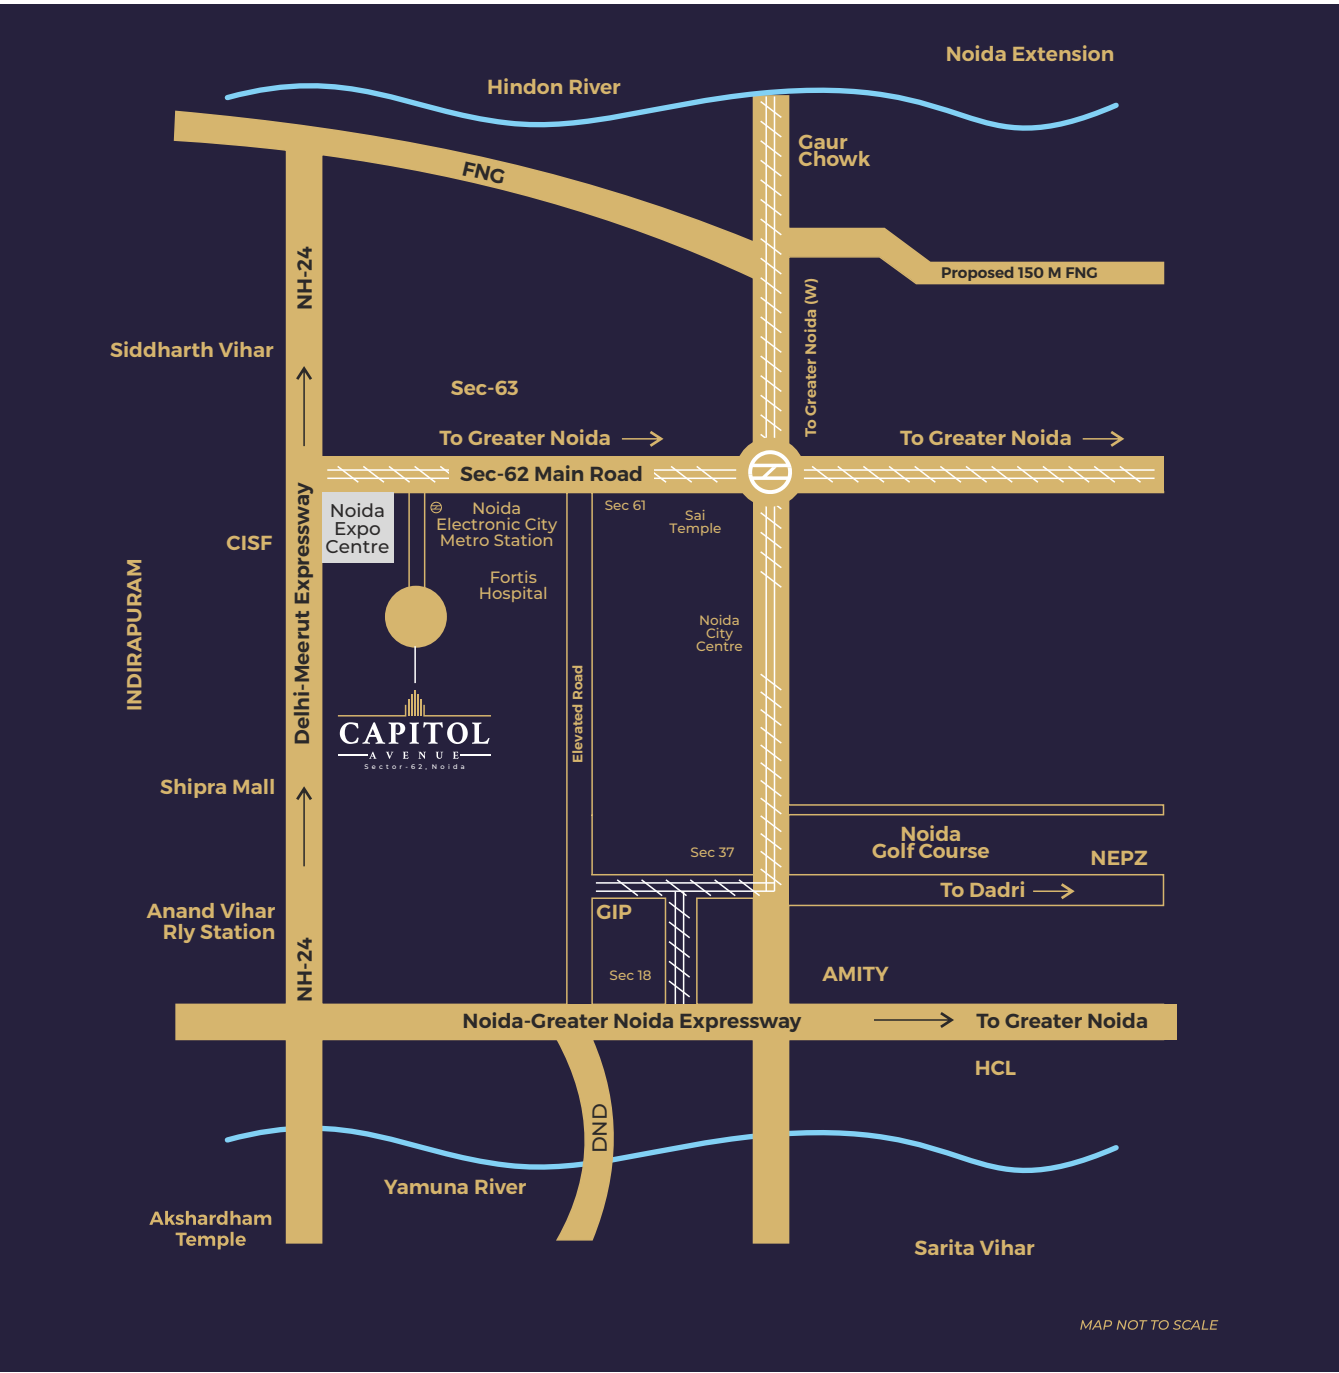 Noida Extension
Hindon River
Gaur
Chowk
FNG
NH-24
Proposed 150 M FNG
To Greater Noida (W)
Siddharth Vihar
Sec-63
To Greater Noida
To Greater Noida
Sec-62 Main Road
Noida
Expo
Centre
Noida
Electronic City
Metro Station
Sec 61
Sai
Temple
CISF
Delhi-Meerut Expressway
Fortis
Hospital
INDIRAPURAM
Noida
City
Centre
Elevated Road
CAPITOL
AVENUE
Sector-62, Noida
Shipra Mall
Noida
Golf Course
Sec 37
NEPZ
To Dadri
Anand Vihar
Rly Station
GIP
NH-24
Sec 18
AMITY
Noida-Greater Noida Expressway
To Greater Noida
HCL
DND
Yamuna River
Akshardham
Temple
Sarita Vihar
MAP NOT TO SCALE